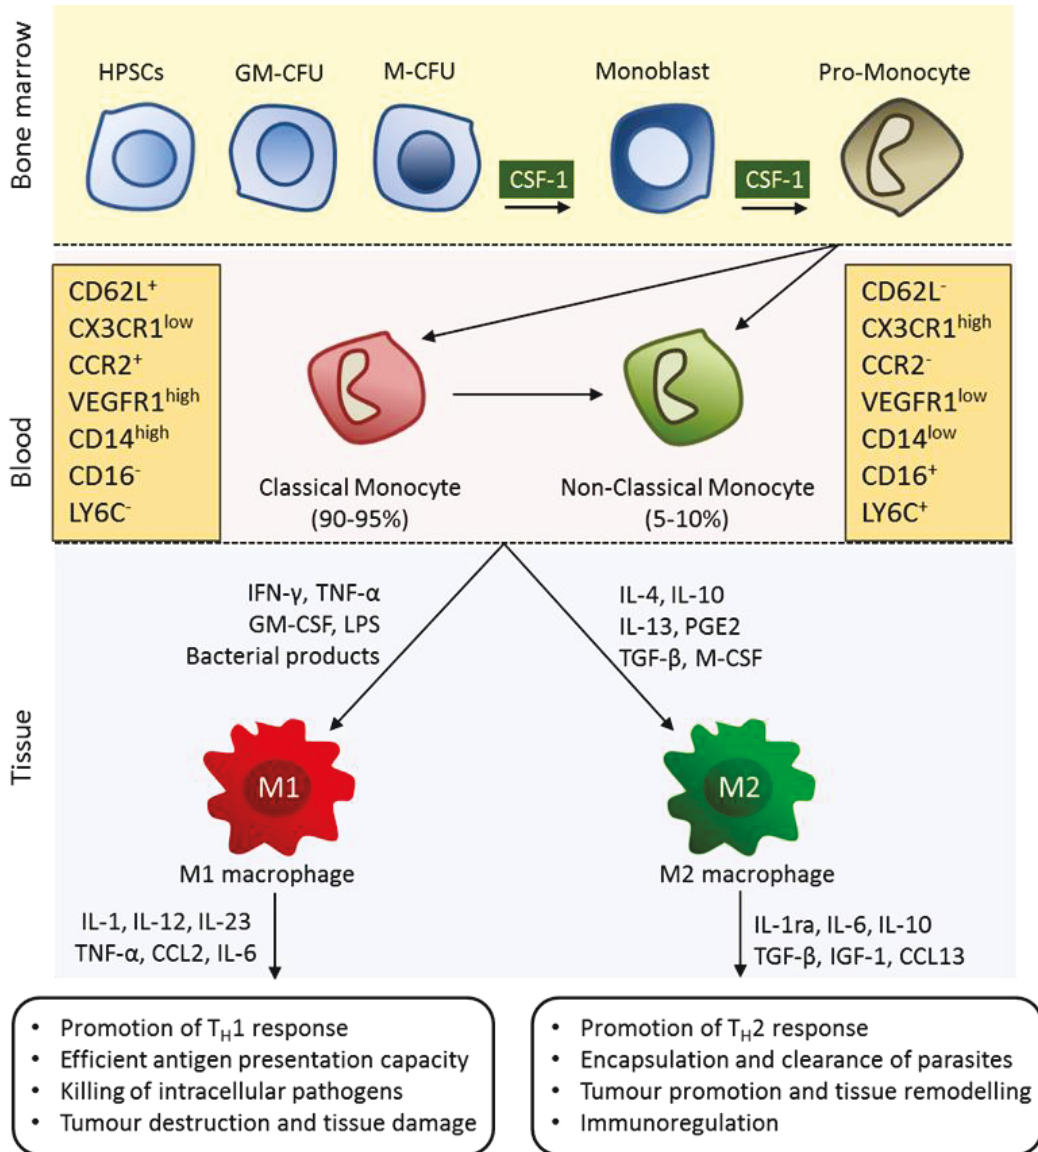 Bone marrow
HPSCs
GM-CFU
M-CFU
Monoblast
Pro-Monocyte
CSF-1
CSF-1
Blood
CD62L⁺
CX3CR1ˡᵒʷ
CCR2⁺
VEGFR1ʰⁱᵍʰ
CD14ʰⁱᵍʰ
CD16⁻
LY6C⁻
Classical Monocyte
(90-95%)
Non-Classical Monocyte
(5-10%)
CD62L⁻
CX3CR1ʰⁱᵍʰ
CCR2⁻
VEGFR1ˡᵒʷ
CD14ˡᵒʷ
CD16⁺
LY6C⁺
Tissue
IFN-γ, TNF-α
GM-CSF, LPS
Bacterial products
IL-4, IL-10
IL-13, PGE2
TGF-β, M-CSF
M1
M1 macrophage
M2
M2 macrophage
IL-1, IL-12, IL-23
TNF-α, CCL2, IL-6
IL-1ra, IL-6, IL-10
TGF-β, IGF-1, CCL13
• Promotion of T_H1 response
• Efficient antigen presentation capacity
• Killing of intracellular pathogens
• Tumour destruction and tissue damage
• Promotion of T_H2 response
• Encapsulation and clearance of parasites
• Tumour promotion and tissue remodelling
• Immunoregulation